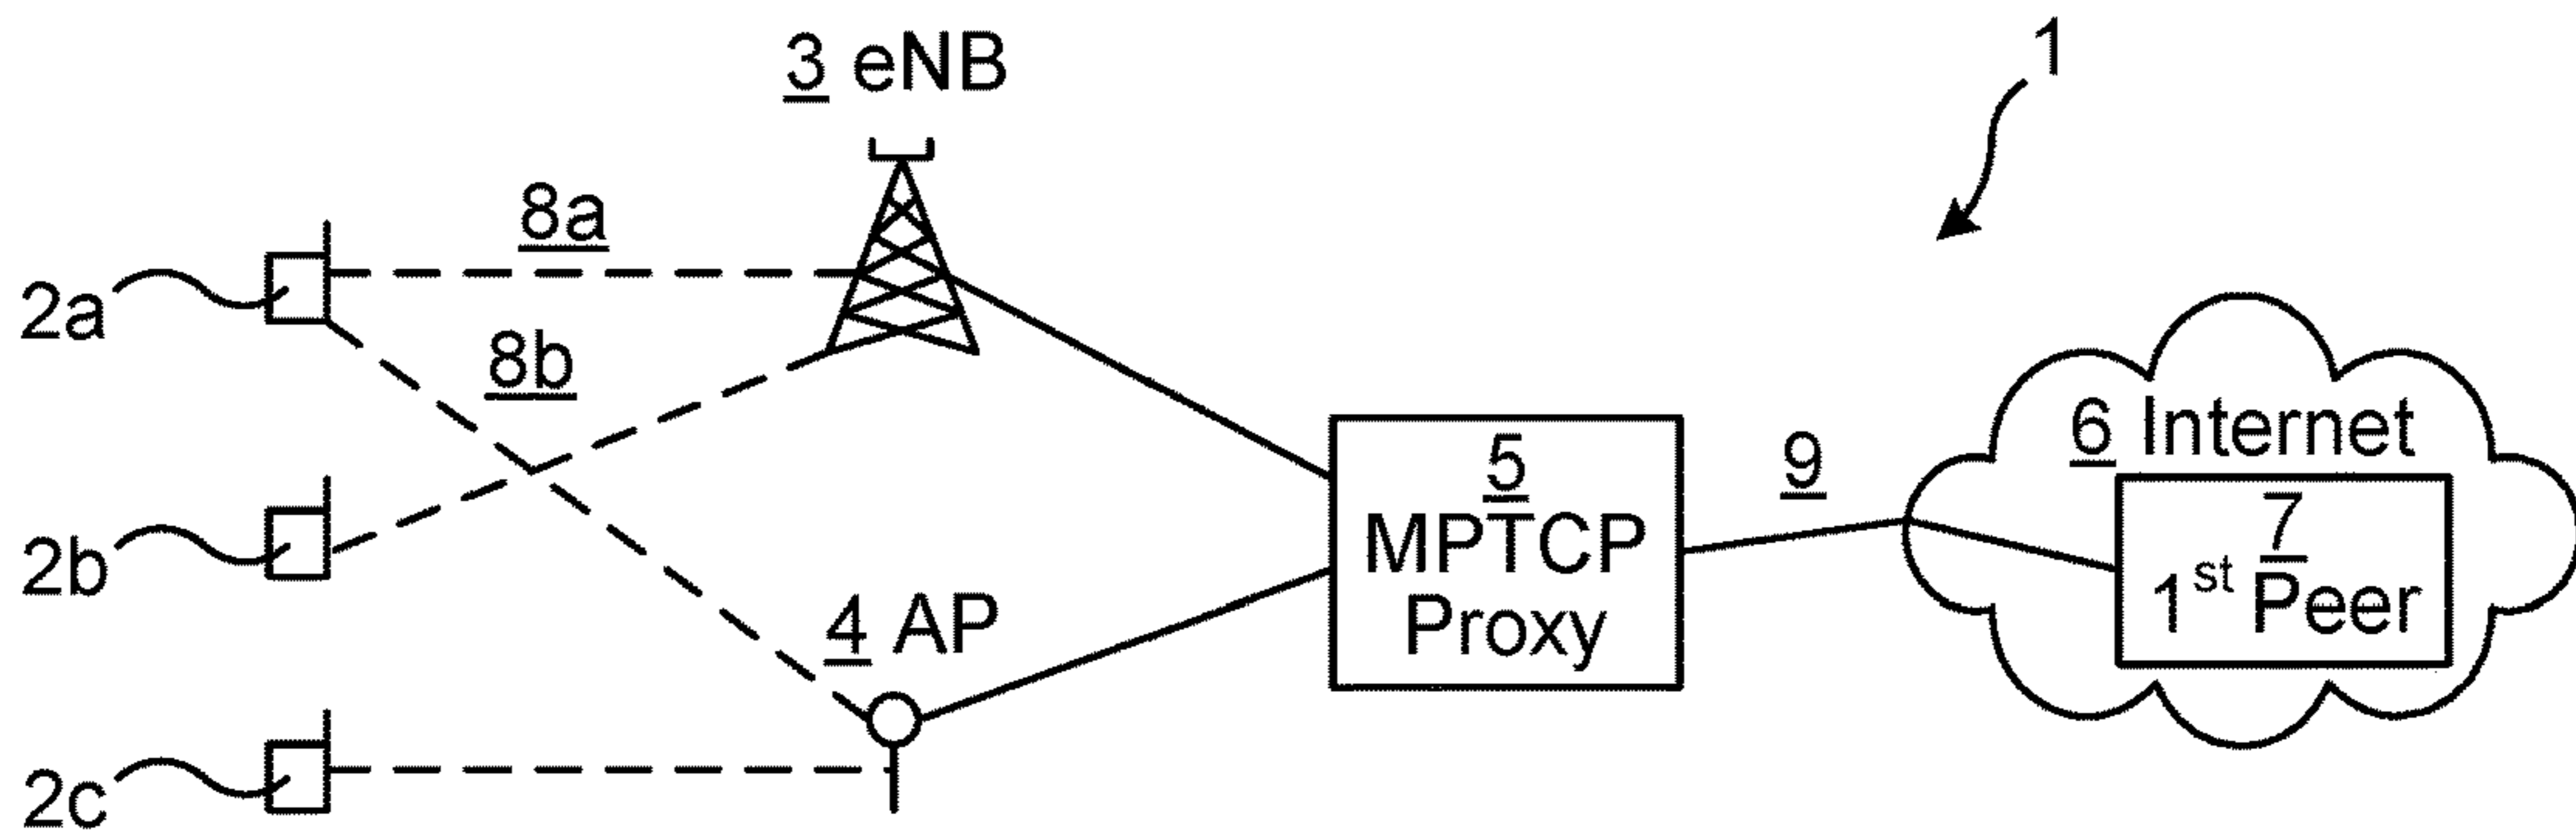 3 eNB
1
8a
2a
8b
6 Internet
5
MPTCP
Proxy
9
7
1st Peer
2b
4 AP
2c